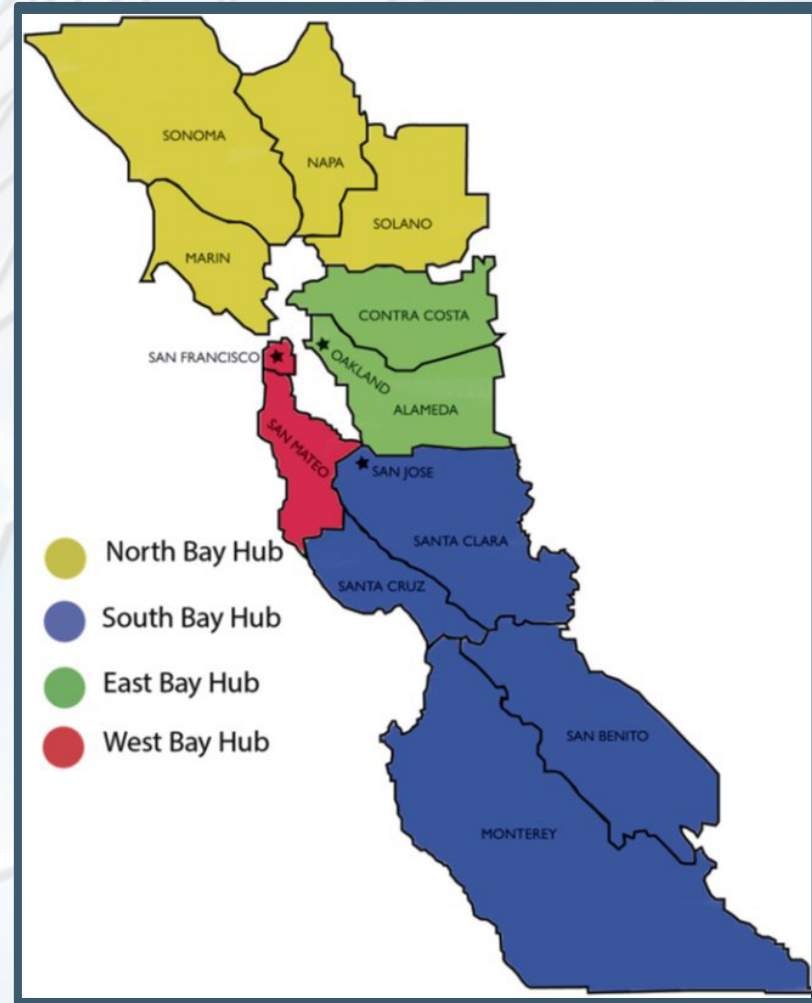 SONOMA
NAPA
SOLANO
MARIN
CONTRA COSTA
SAN FRANCISCO
OAKLAND
ALAMEDA
SAN MATEO
SAN JOSE
SANTA CLARA
SANTA CRUZ
SAN BENITO
MONTEREY
North Bay Hub
South Bay Hub
East Bay Hub
West Bay Hub